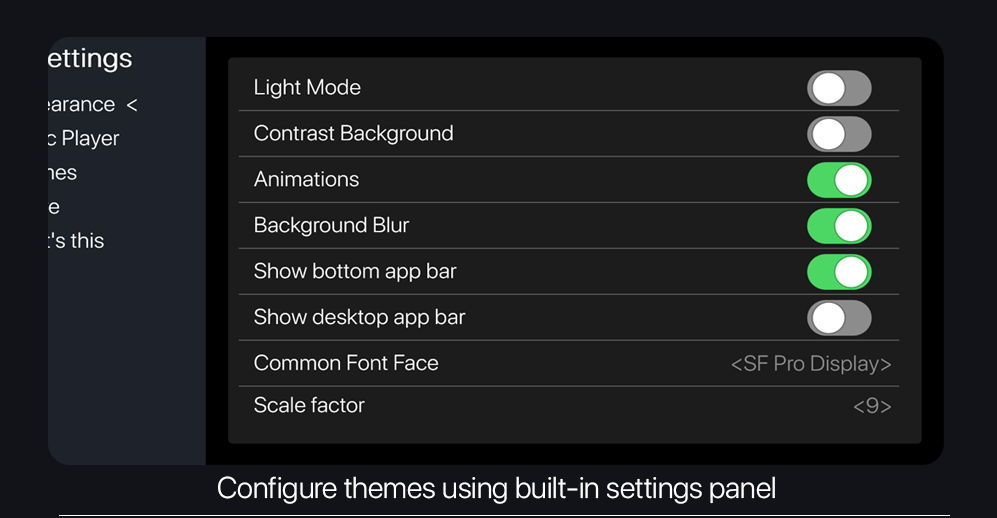 ettings
earance <
c Player
nes
e
t's this
Light Mode
Contrast Background
Animations
Background Blur
Show bottom app bar
Show desktop app bar
Common Font Face <SF Pro Display>
Scale factor <9>
Configure themes using built-in settings panel